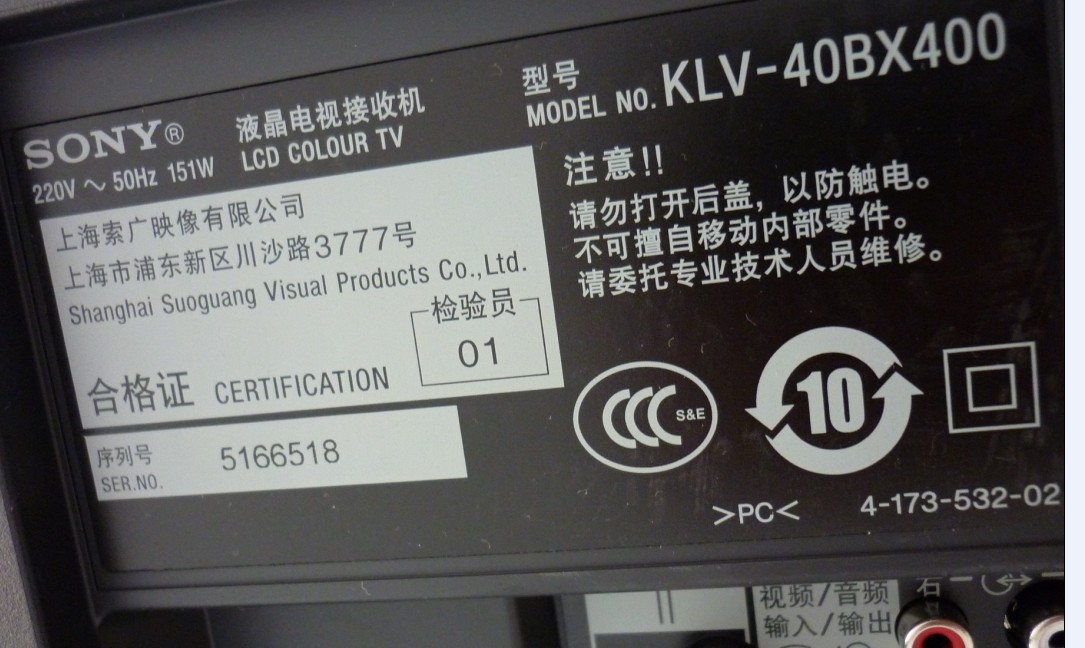 SONY®
液晶电视接收机
型号
220V ～ 50Hz 151W
LCD COLOUR TV
MODEL NO. KLV-40BX400
上海索广映像有限公司
上海市浦东新区川沙路3777号
Shanghai Suoguang Visual Products Co.,Ltd.
检验员
01
合格证 CERTIFICATION
序列号
SER.NO.
5166518
注意!!
请勿打开后盖，以防触电。
不可擅自移动内部零件。
请委托专业技术人员维修。
CCC S&E
10
>PC<
4-173-532-02
视频/音频
输入/输出
右